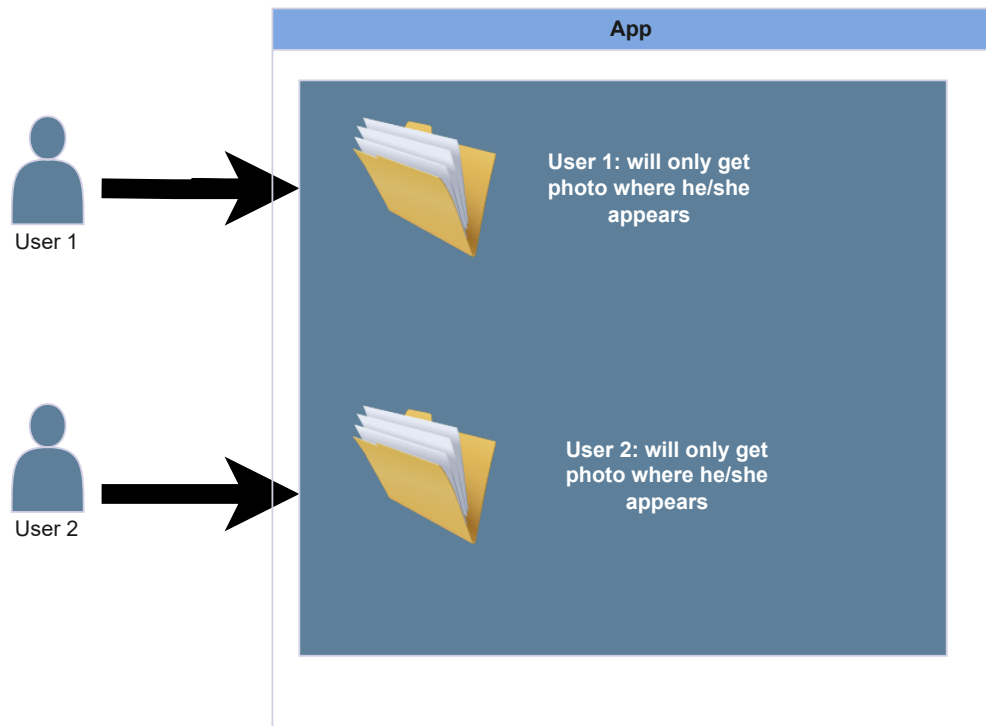 App
User 1: will only get
photo where he/she
appears
User 1
User 2: will only get
photo where he/she
appears
User 2